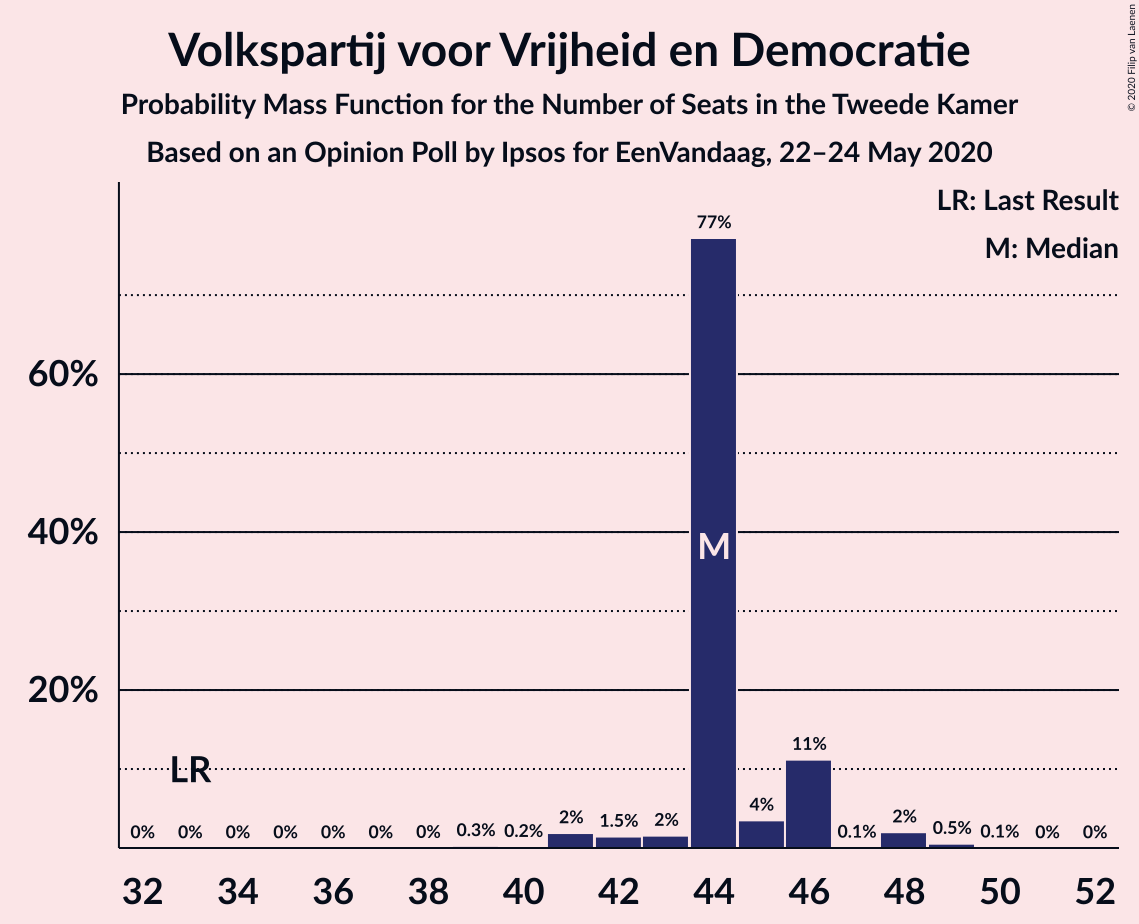 Volkspartij voor Vrijheid en Democratie
Probability Mass Function for the Number of Seats in the Tweede Kamer
Based on an Opinion Poll by Ipsos for EenVandaag, 22–24 May 2020
© 2020 Filip van Laenen
LR: Last Result
M: Median
77%
60%
40%
M
20%
LR
11%
4%
0% 0% 0% 0% 0% 0% 0% 0.3% 0.2% 2% 1.5% 2% 0.1% 2% 0.5% 0.1% 0% 0%
32 34 36 38 40 42 44 46 48 50 52